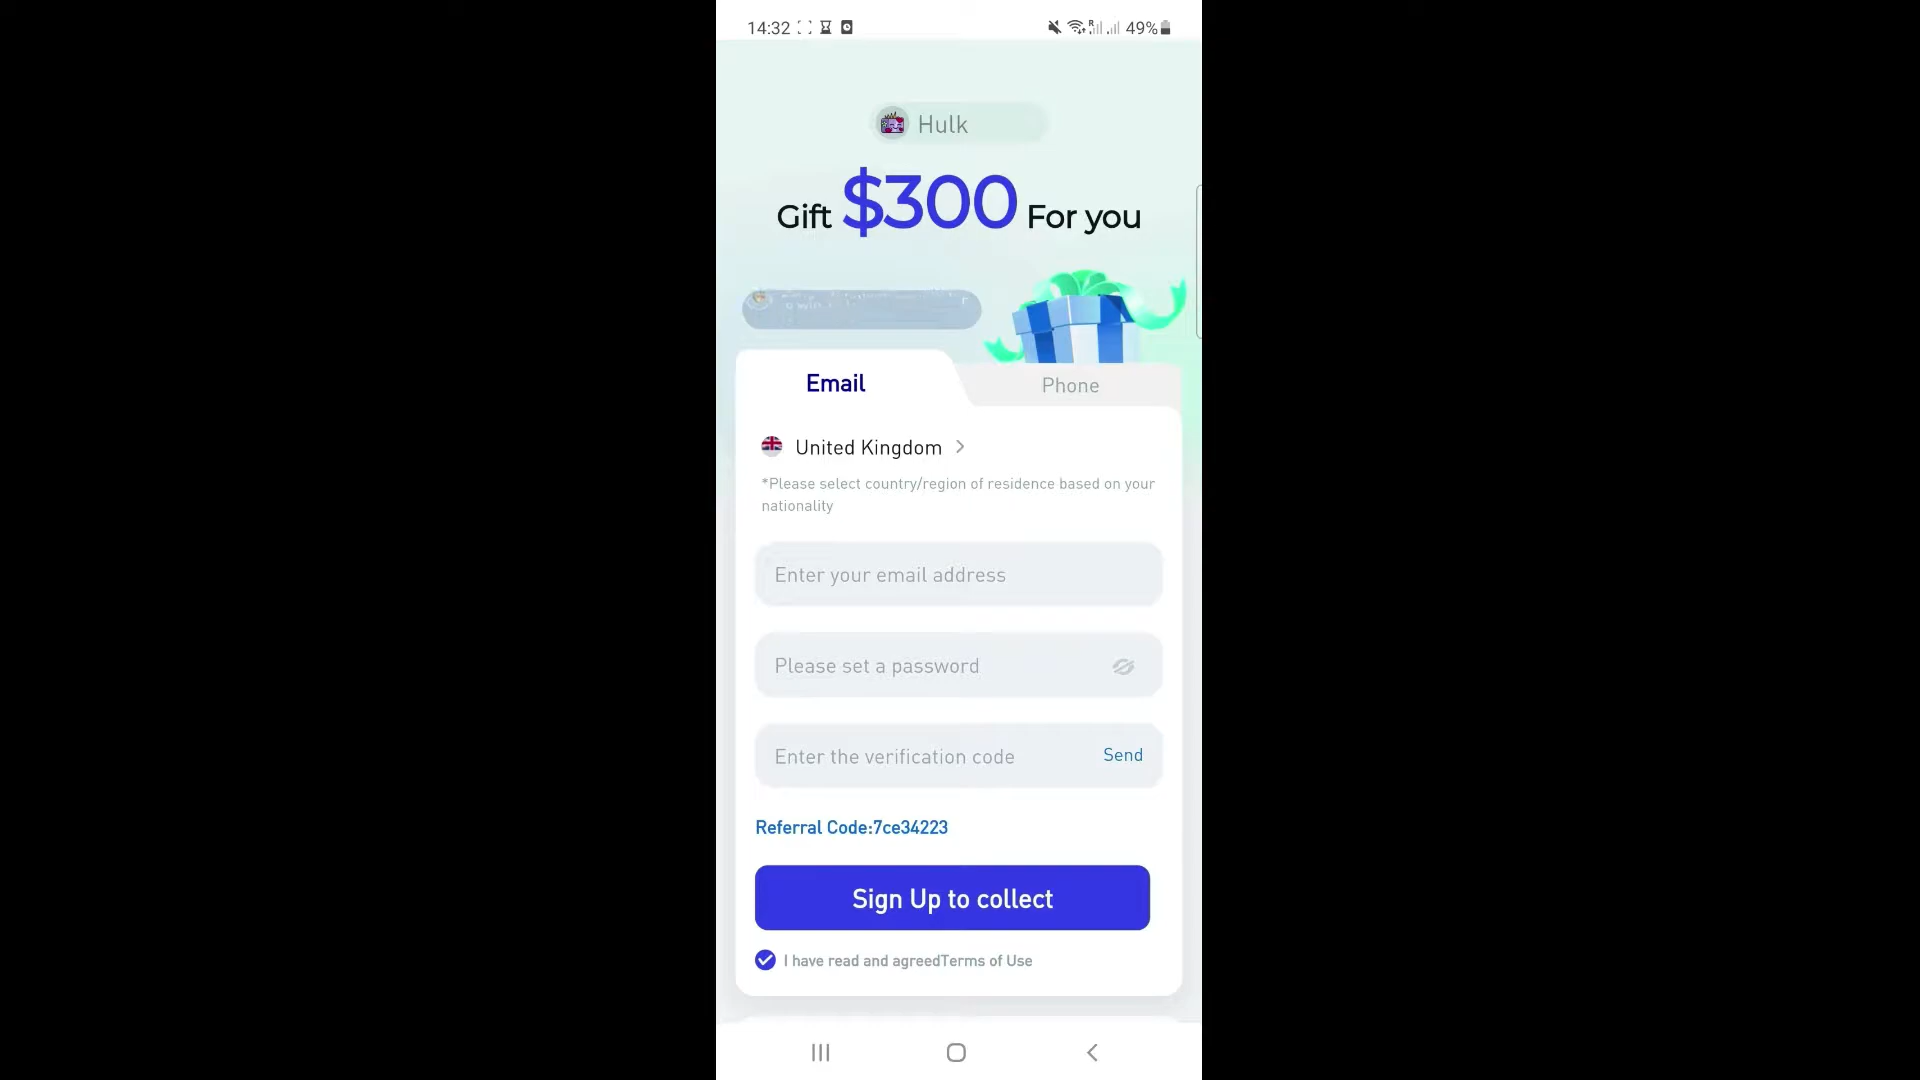 14:32
49%
Hulk
Gift $300 For you
Email
Phone
United Kingdom
*Please select country/region of residence based on your
nationality
Enter your email address
Please set a password
Enter the verification code
Send
Referral Code:7ce34223
Sign Up to collect
I have read and agreedTerms of Use